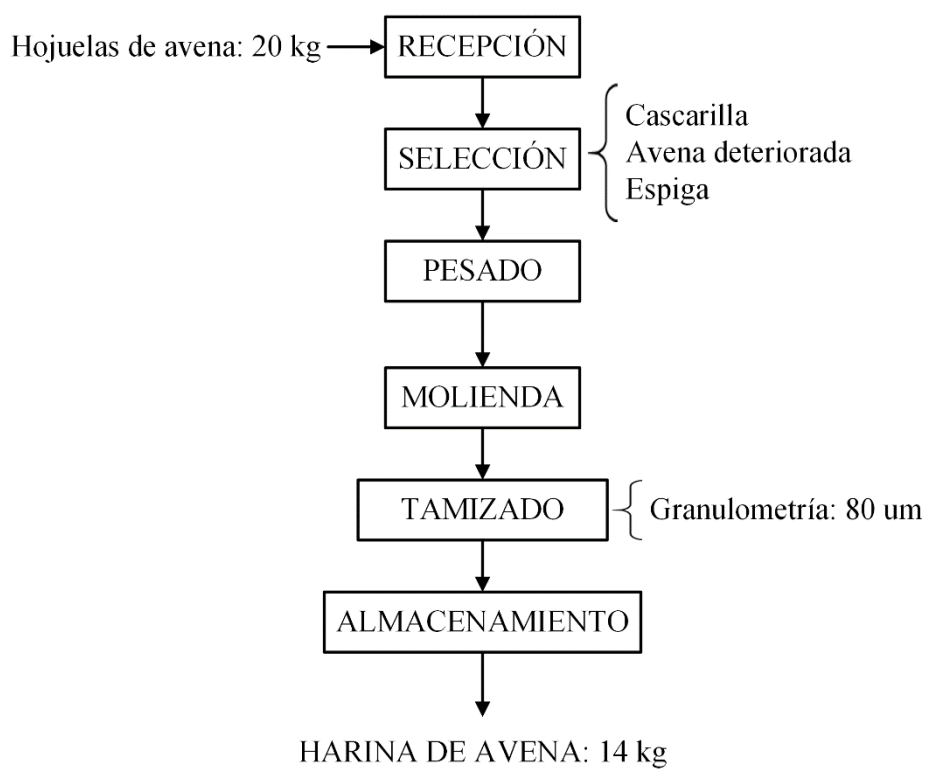 Hojuelas de avena: 20 kg
RECEPCIÓN
SELECCIÓN
Cascarilla
Avena deteriorada
Espiga
PESADO
MOLIENDA
TAMIZADO
Granulometría: 80 um
ALMACENAMIENTO
HARINA DE AVENA: 14 kg